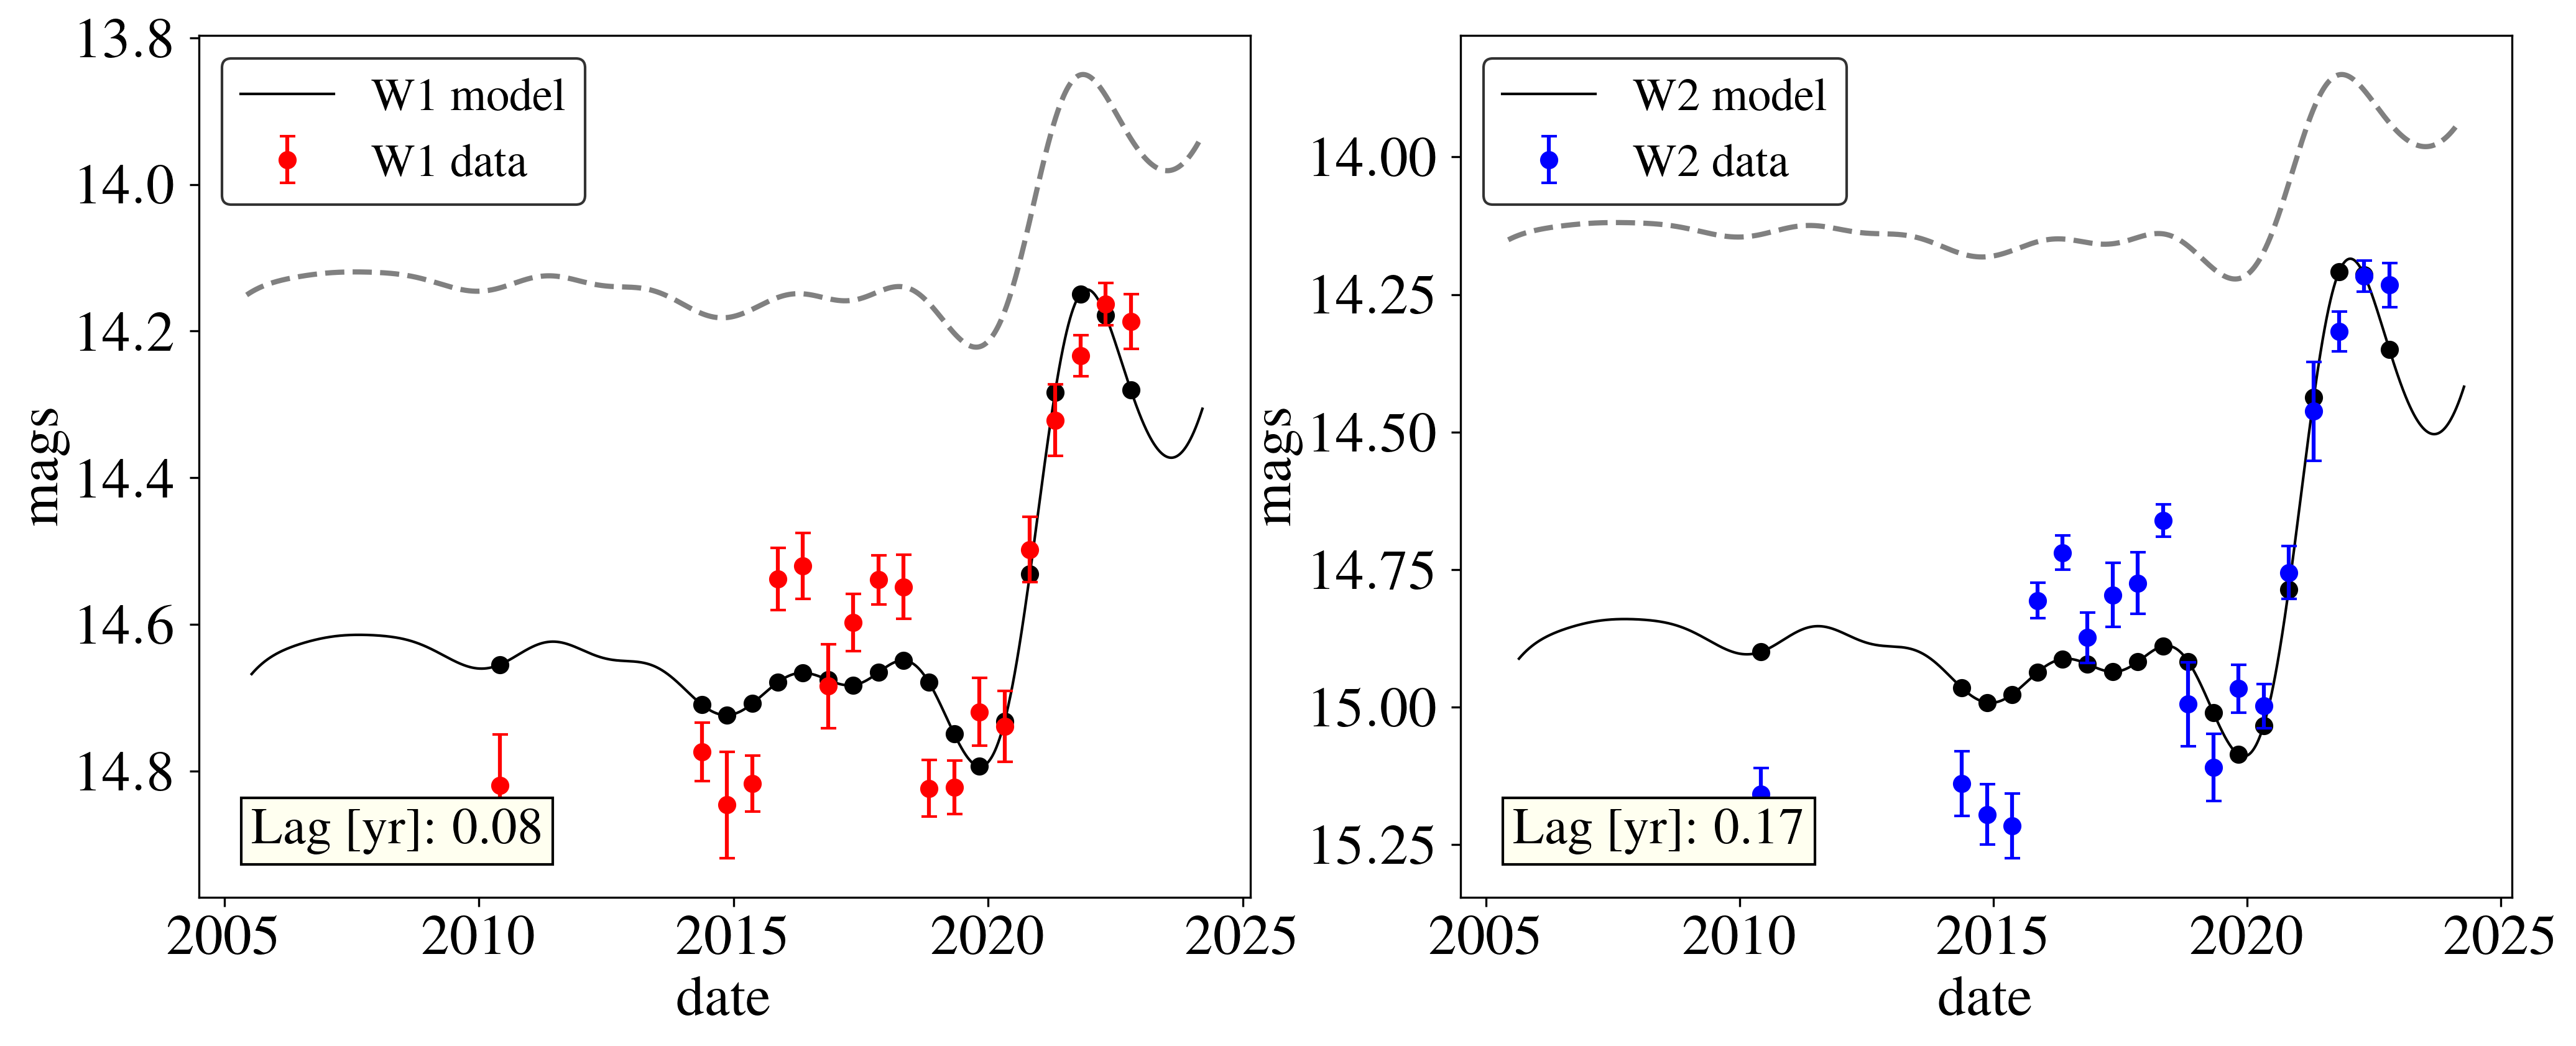 13.8
14.0
14.2
14.4
14.6
14.8
mags
W1 model
W1 data
Lag [yr]: 0.08
2005
2010
2015
2020
2025
date
14.00
14.25
14.50
14.75
15.00
15.25
mags
W2 model
W2 data
Lag [yr]: 0.17
2005
2010
2015
2020
2025
date